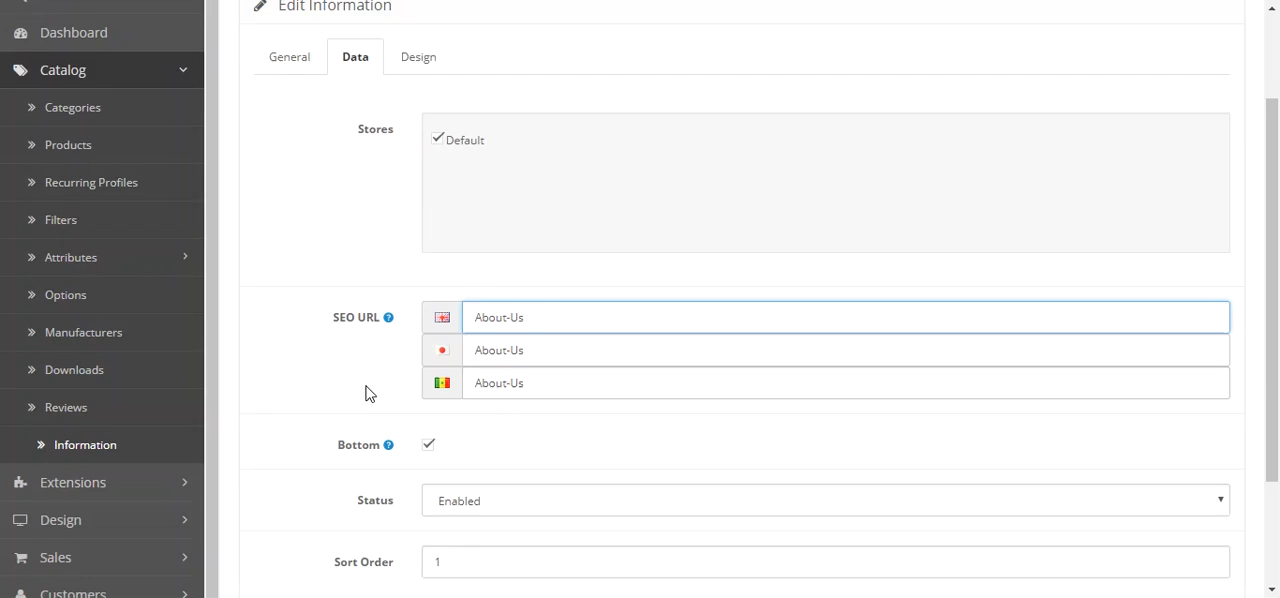 Edit Information
Dashboard
Catalog
Categories
Products
Recurring Profiles
Filters
Attributes
Options
Manufacturers
Downloads
Reviews
Information
Extensions
Design
Sales
Customers
General
Data
Design
Stores
Default
SEO URL
About-Us
About-Us
About-Us
Bottom
Status
Enabled
Sort Order
1